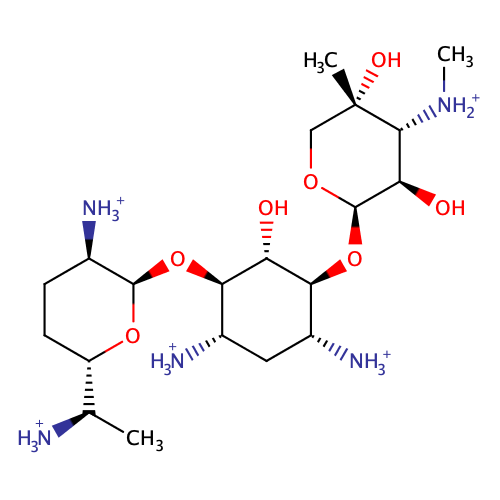 CH₃
H₃C OH
NH₂⁺
NH₃⁺ OH O OH
O O
O
H₃N⁺ NH₃⁺
H₃N⁺ CH₃